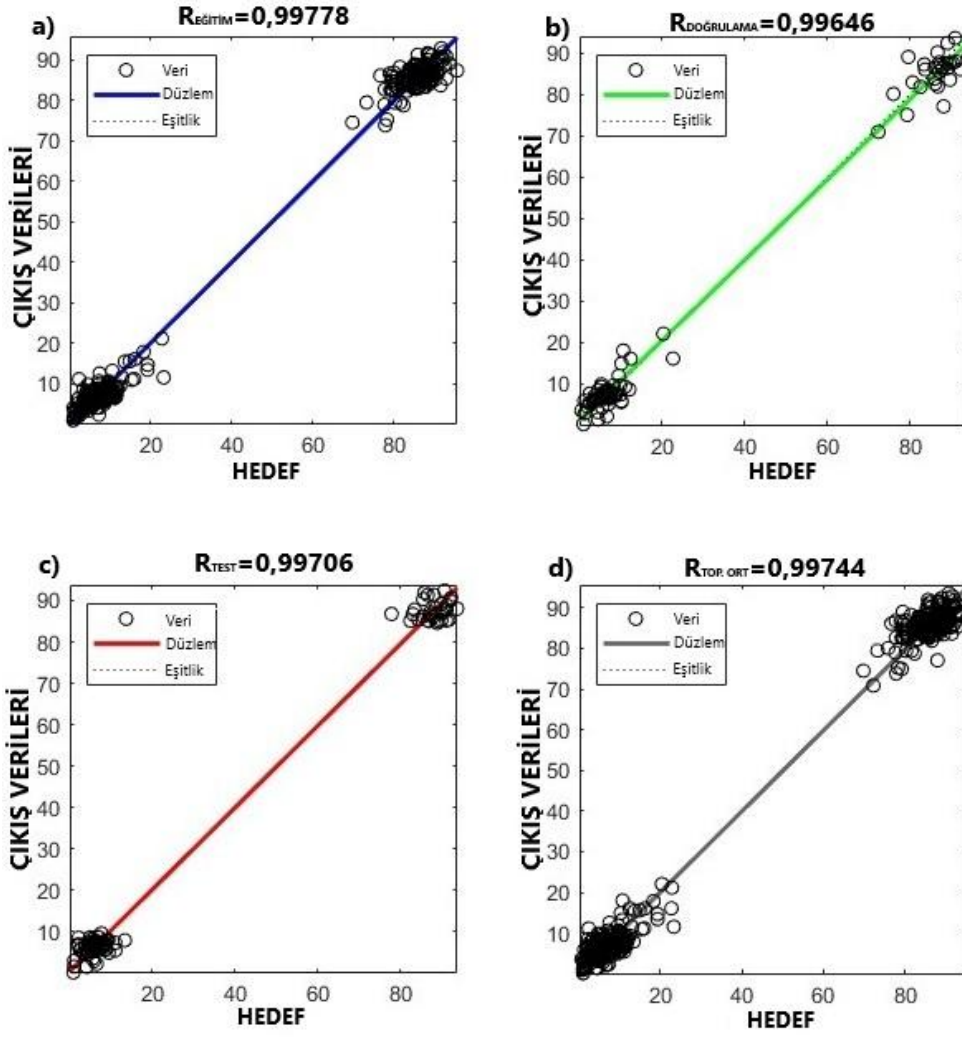 a) REĞİTİM=0,99778
Veri
Düzlem
Eşitlik
ÇIKIŞ VERİLERİ
90
80
70
60
50
40
30
20
10
20 40 60 80
HEDEF
b) RDOĞRULAMA=0,99646
Veri
Düzlem
Eşitlik
ÇIKIŞ VERİLERİ
90
80
70
60
50
40
30
20
10
20 40 60 80
HEDEF
c) RTEST=0,99706
Veri
Düzlem
Eşitlik
ÇIKIŞ VERİLERİ
90
80
70
60
50
40
30
20
10
20 40 60 80
HEDEF
d) RTOP. ORT=0,99744
Veri
Düzlem
Eşitlik
ÇIKIŞ VERİLERİ
90
80
70
60
50
40
30
20
10
20 40 60 80
HEDEF